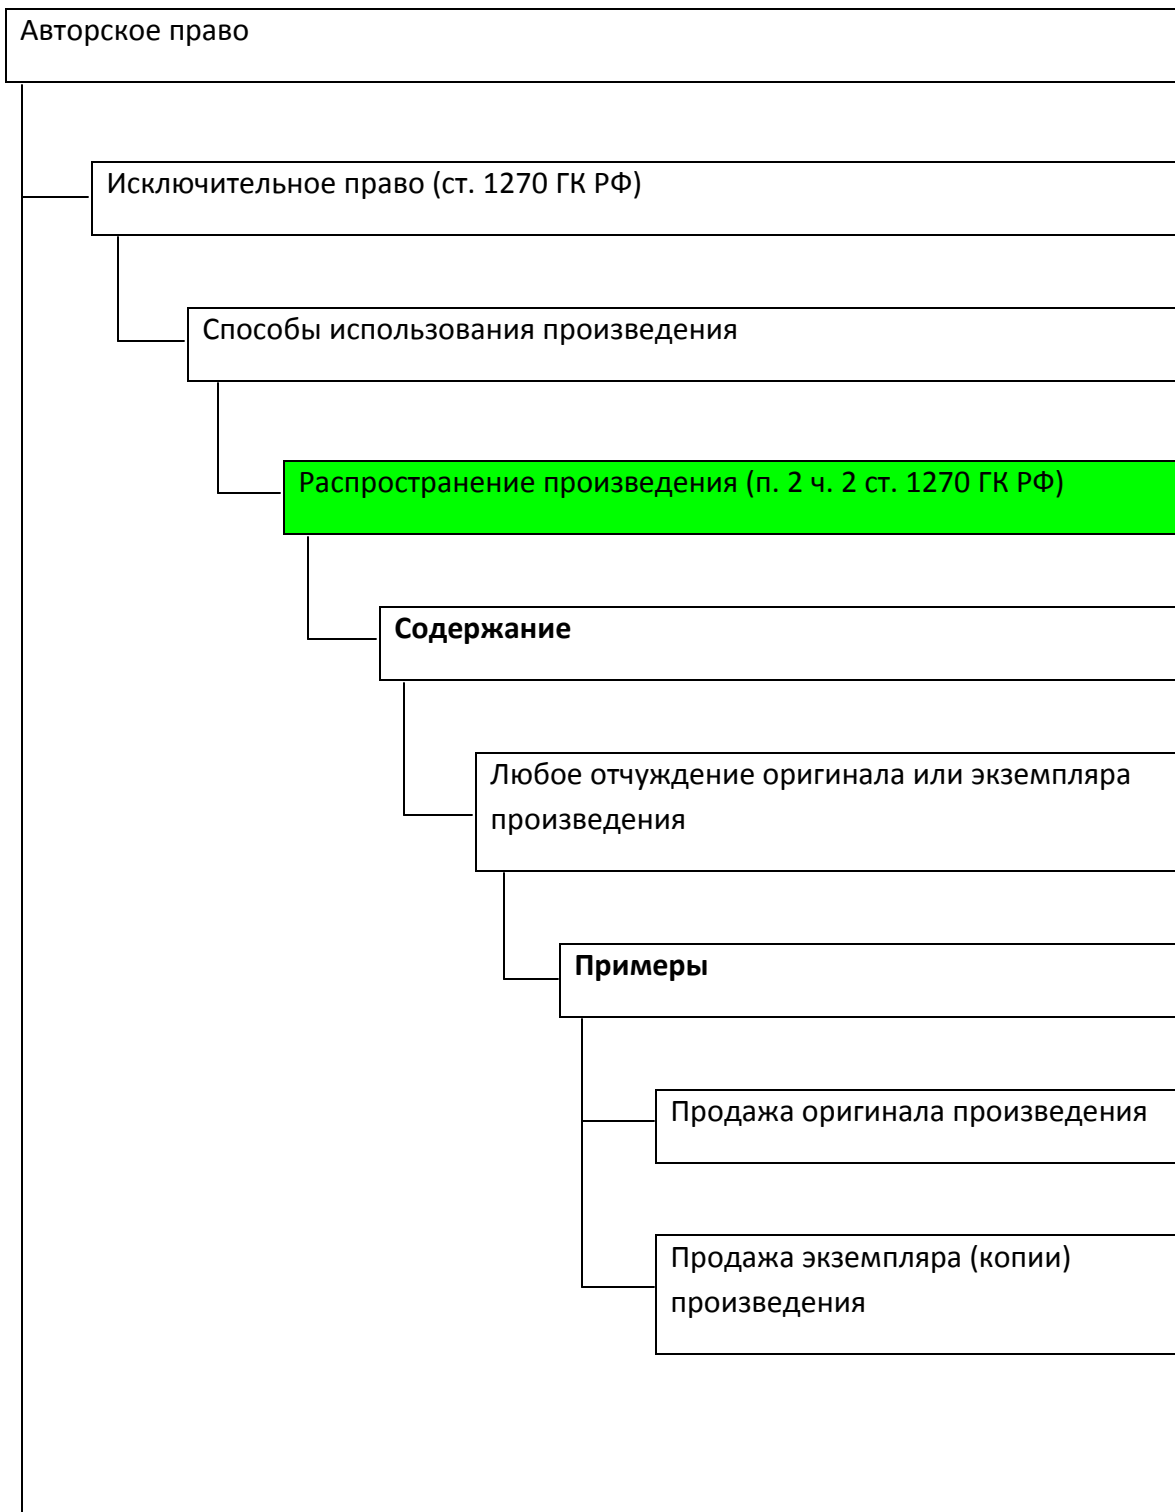 Авторское право
Исключительное право (ст. 1270 ГК РФ)
Способы использования произведения
Распространение произведения (п. 2 ч. 2 ст. 1270 ГК РФ)
Содержание
Любое отчуждение оригинала или экземпляра
произведения
Примеры
Продажа оригинала произведения
Продажа экземпляра (копии)
произведения